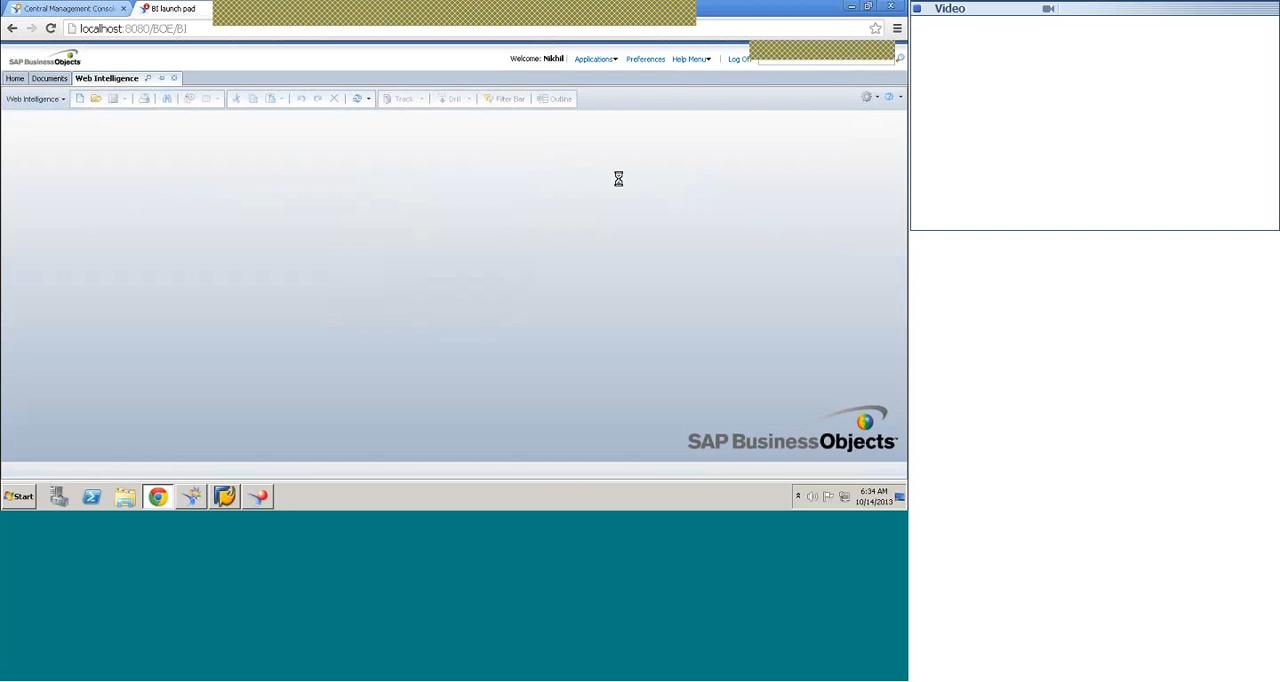 Central Management Consol
BI launch pad
Video
localhost:8080/BOE/BI
SAP BusinessObjects
Welcome: Nikhil
Applications
Preferences
Help Menu
Log Off
Home
Documents
Web Intelligence
Web Intelligence
Track
Drill
Filter Bar
Outline
SAP BusinessObjects
Start
6:34 AM
10/14/2013